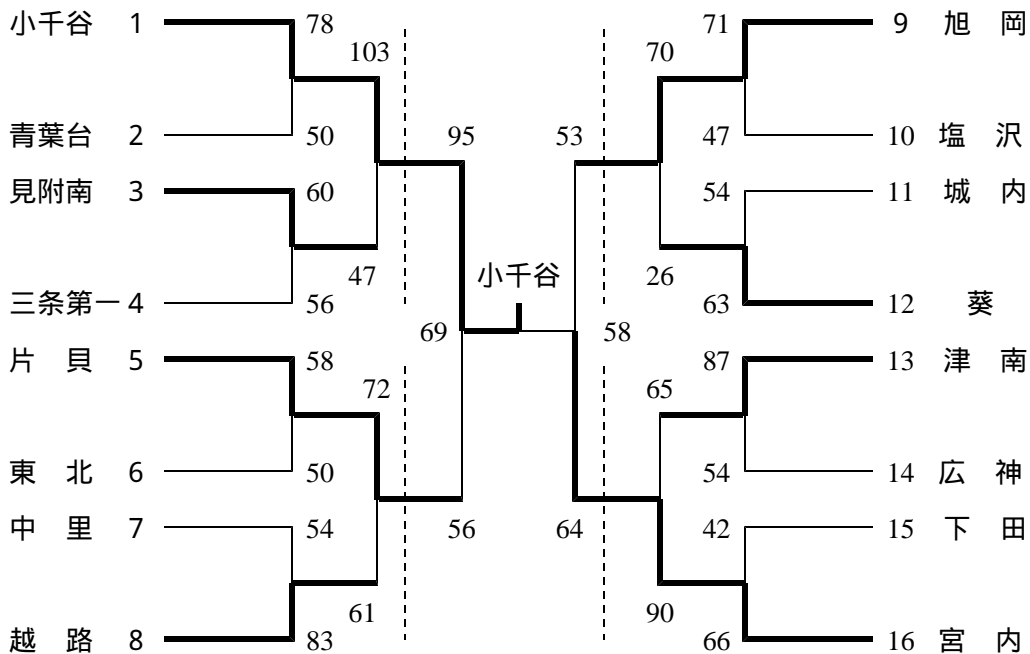 小千谷 1 78 71 9 旭 岡
103 70
青葉台 2 50 95 53 47 10 塩 沢
見附南 3 60 54 11 城 内
47 小千谷 26
三条第一 4 56 63 12 葵
69 58
片 貝 5 58 87 13 津 南
72 65
東 北 6 50 54 14 広 神
中 里 7 54 56 64 42 15 下 田
61 90
越 路 8 83 66 16 宮 内